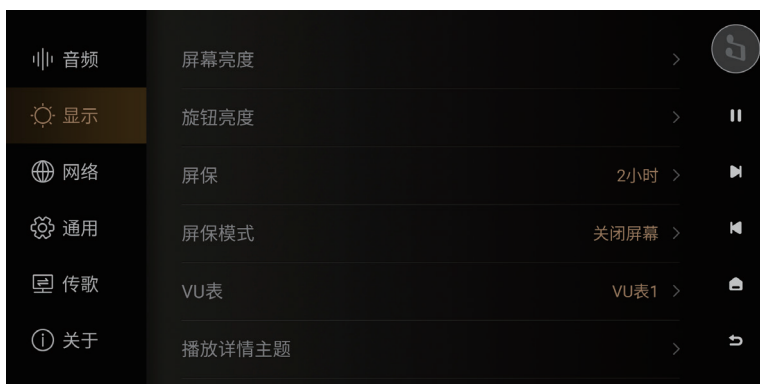 音频
显示
网络
通用
传歌
关于
屏幕亮度
旋钮亮度
屏保
2小时
屏保模式
关闭屏幕
VU表
VU表1
播放详情主题